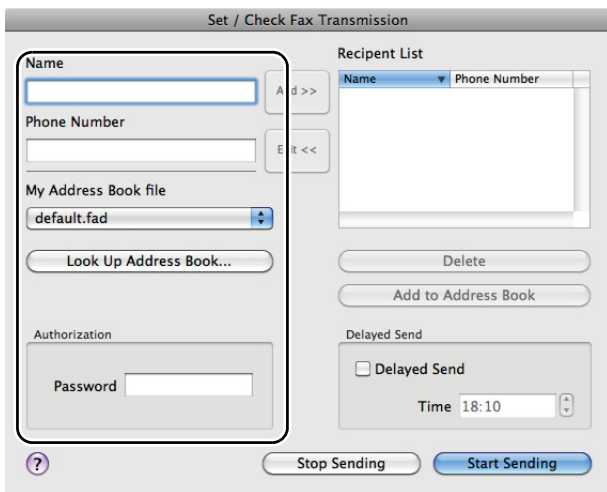 Set / Check Fax Transmission
Name
Phone Number
My Address Book file
default.fad
Look Up Address Book...
Authorization
Password
Add >>
Edit <<
Recipent List
Name Phone Number
Delete
Add to Address Book
Delayed Send
Delayed Send
Time 18:10
?
Stop Sending
Start Sending